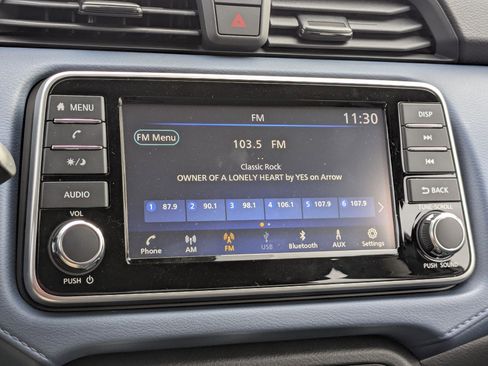 FM 11:30
MENU
DISP
FM Menu
103.5 FM
Classic Rock
OWNER OF A LONELY HEART by YES on Arrow
BACK
AUDIO
VOL
TUNE·SCROLL
1 87.9 2 90.1 3 98.1 4 106.1 5 107.9 6 107.9
Phone AM FM USB Bluetooth AUX Settings
PUSH
PUSH SOUND